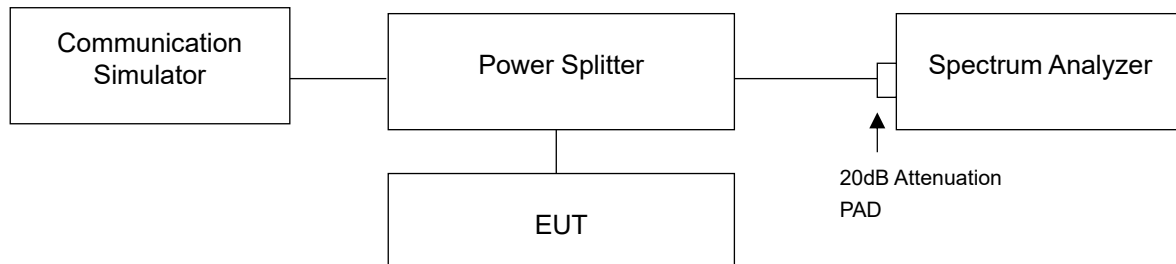 Communication
Simulator
Power Splitter
Spectrum Analyzer
20dB Attenuation
PAD
EUT